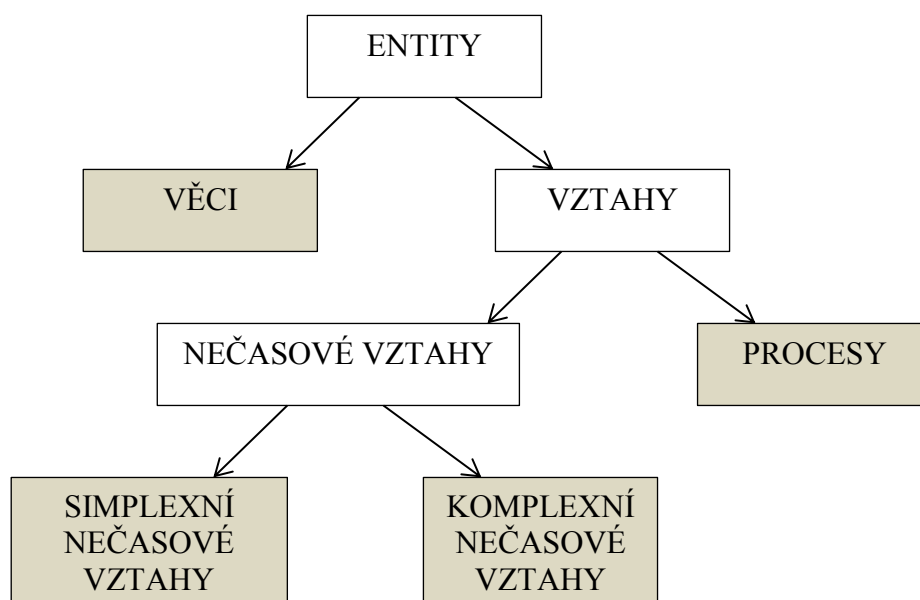 ENTITY
VĚCI
VZTAHY
NEČASOVÉ VZTAHY
PROCESY
SIMPLEXNÍ
NEČASOVÉ
VZTAHY
KOMPLEXNÍ
NEČASOVÉ
VZTAHY